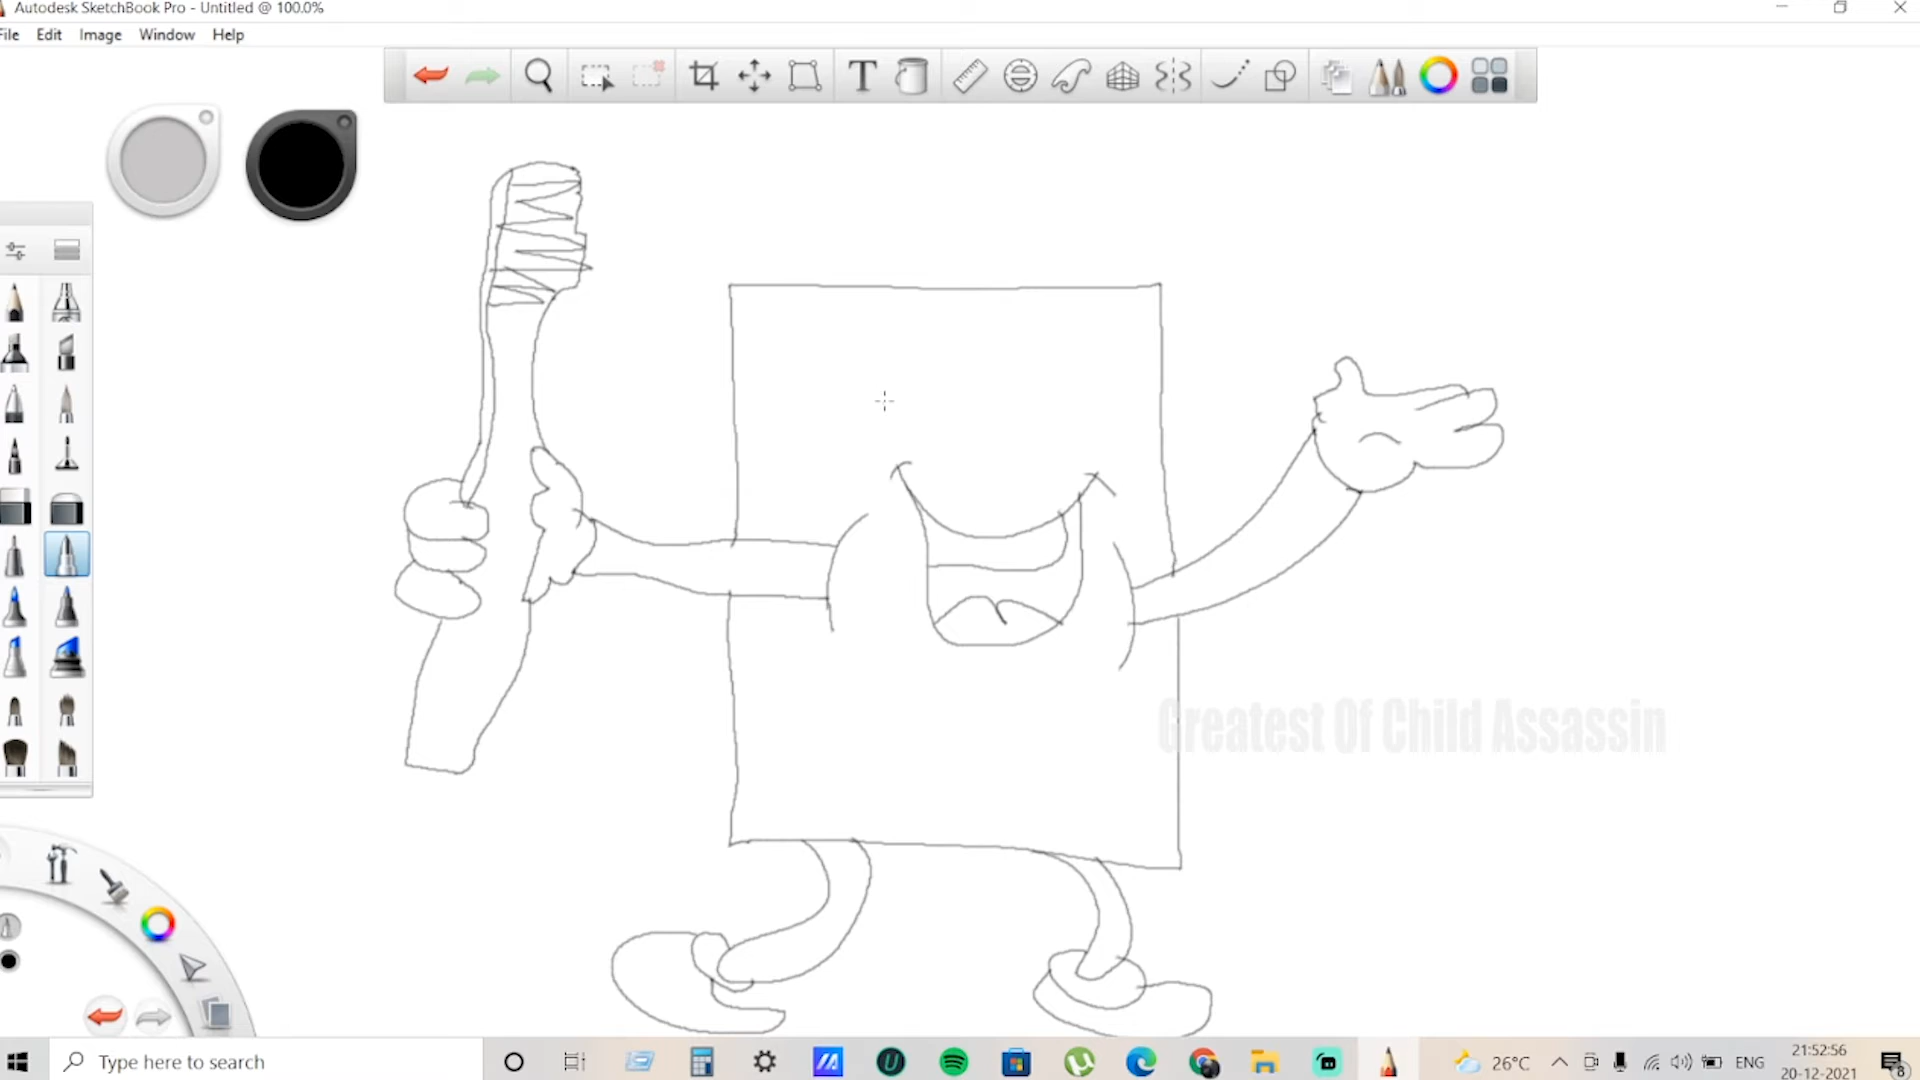 Autodesk SketchBook Pro - Untitled @ 100.0%
File Edit Image Window Help
T
Greatest Of Child Assassin
Type here to search
26°C
ENG
21:52:56
20-12-2021
8